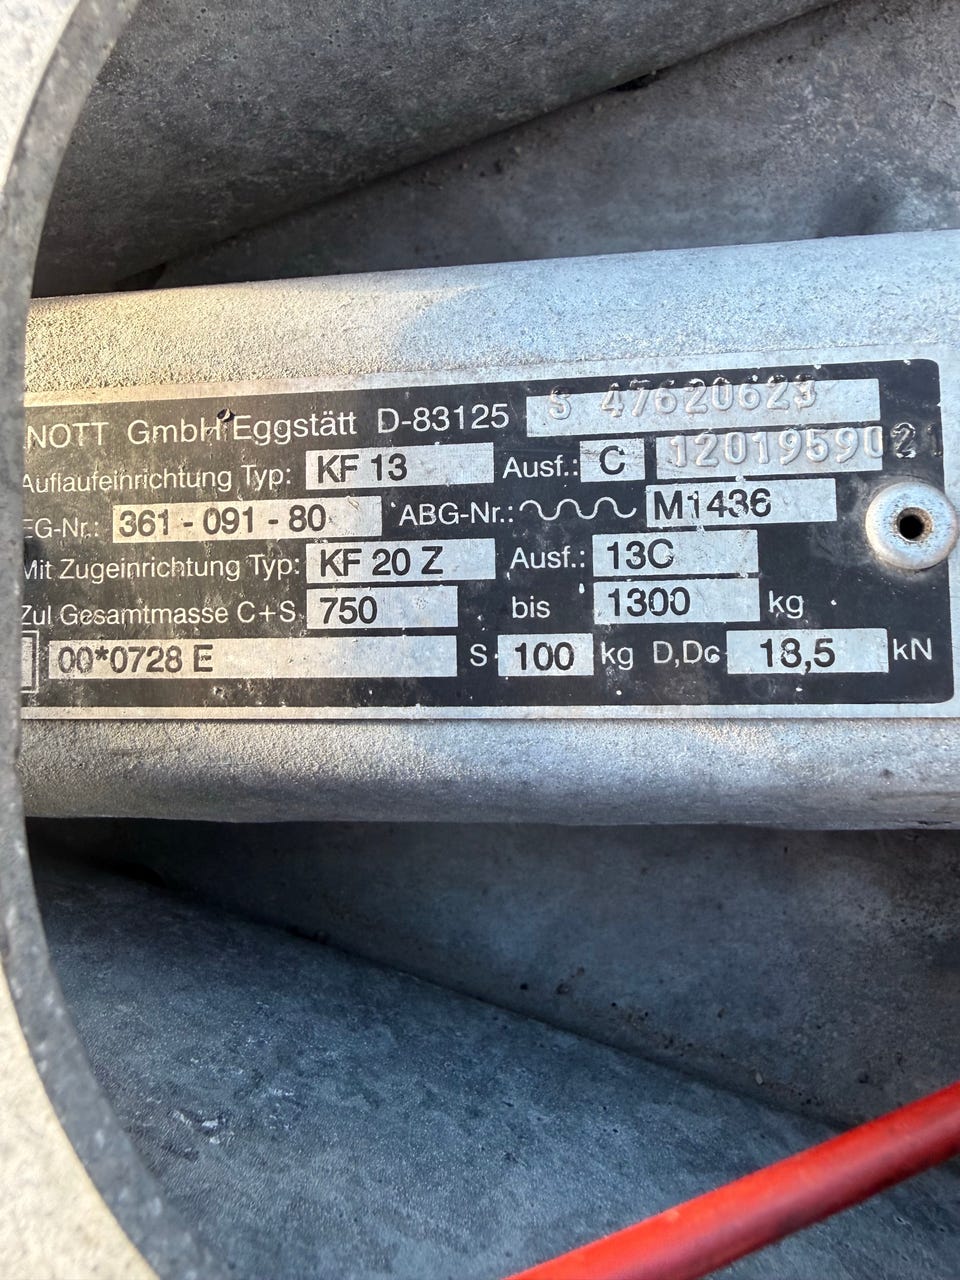 NOTT GmbH Eggstätt D-83125 S 47620623
Auflaufeinrichtung Typ: KF 13 Ausf.: C 1201959021
EG-Nr.: 361 - 091 - 80 ABG-Nr.: M1436
Mit Zugeinrichtung Typ: KF 20 Z Ausf.: 13C
Zul Gesamtmasse C+S 750 bis 1300 kg
00*0728 E S 100 kg D,Dc 18,5 kN